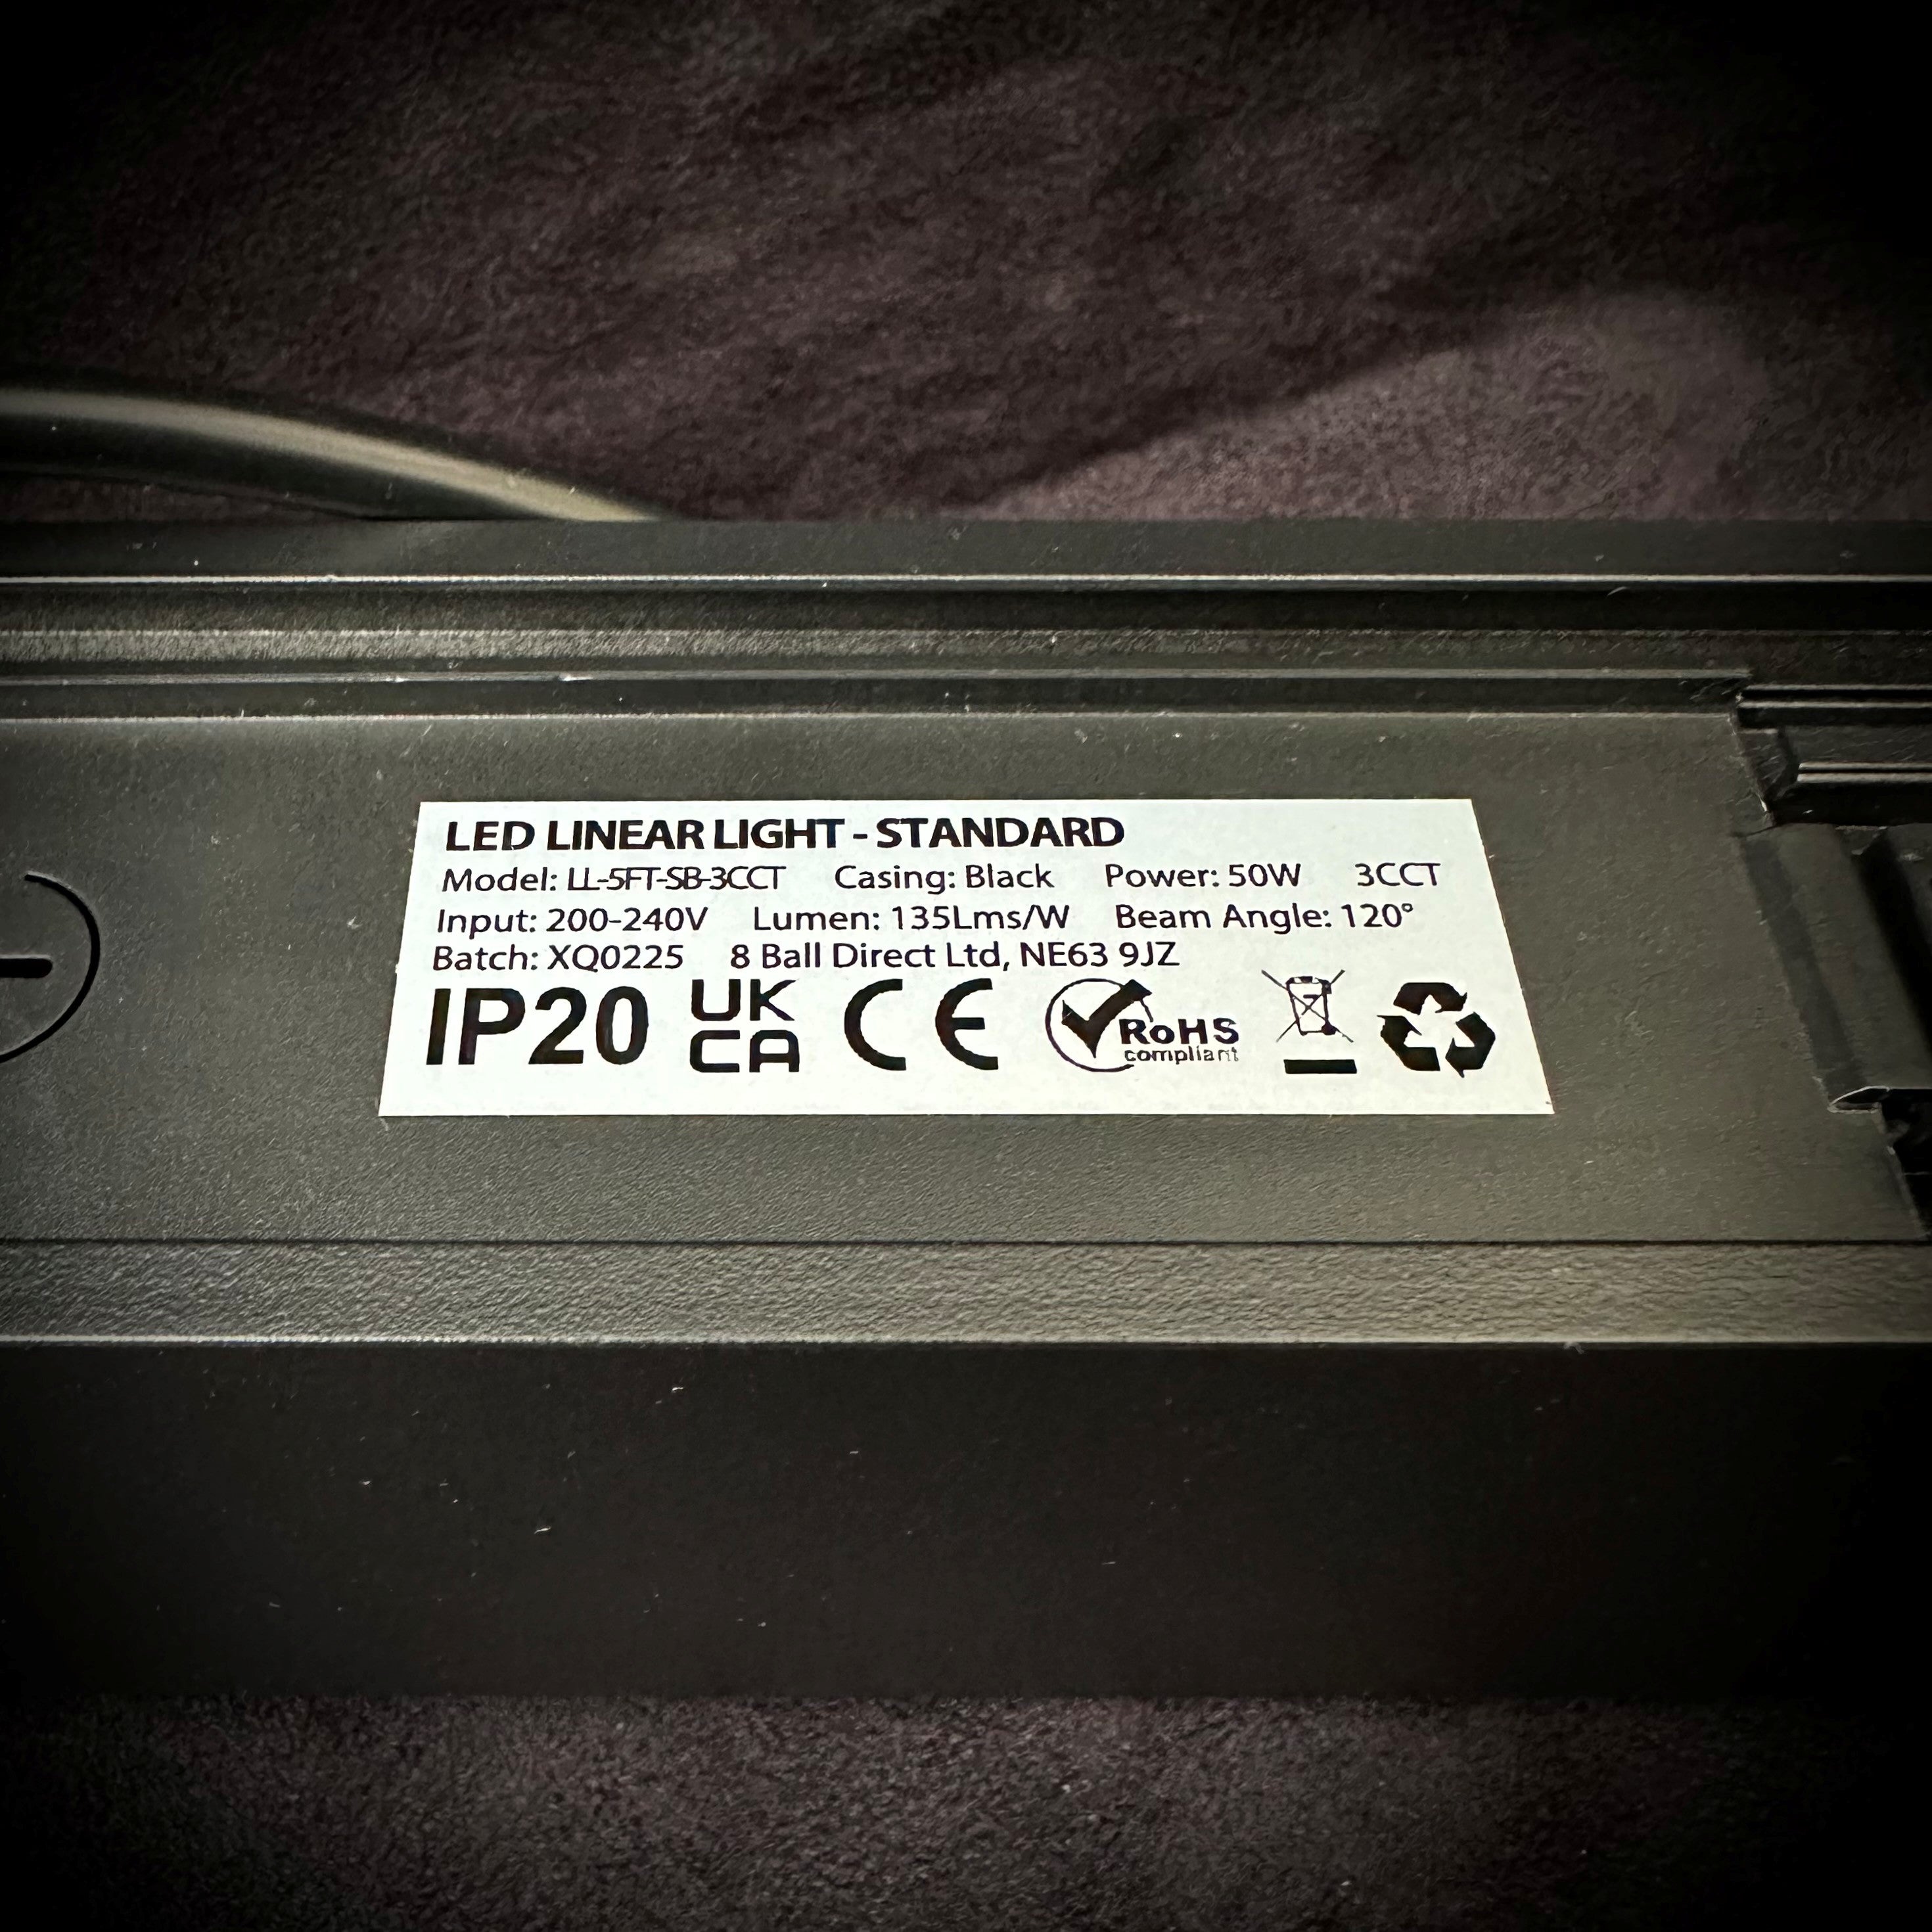 LED LINEAR LIGHT - STANDARD
Model: LL-5FT-SB-3CCT Casing: Black Power: 50W 3CCT
Input: 200-240V Lumen: 135Lms/W Beam Angle: 120°
Batch: XQ0225 8 Ball Direct Ltd, NE63 9JZ
IP20 UK CA CE RoHS compliant